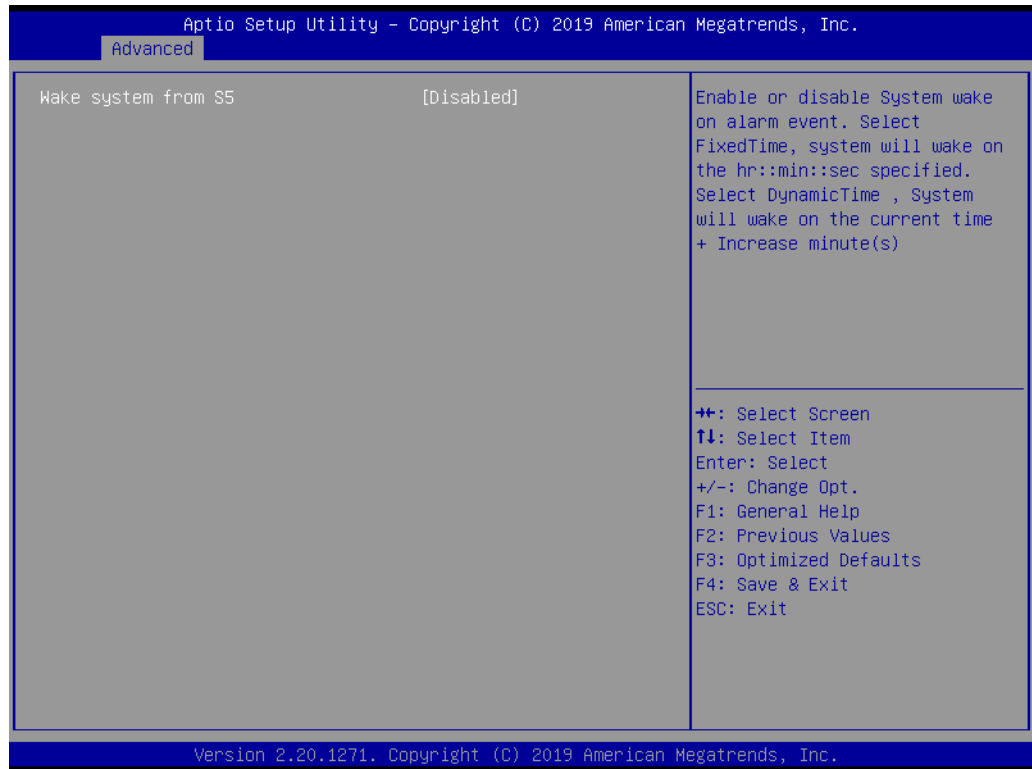 Aptio Setup Utility – Copyright (C) 2019 American Megatrends, Inc.
Advanced
Wake system from S5 [Disabled]
Enable or disable System wake
on alarm event. Select
FixedTime, system will wake on
the hr::min::sec specified.
Select DynamicTime , System
will wake on the current time
+ Increase minute(s)
→←: Select Screen
↑↓: Select Item
Enter: Select
+/-: Change Opt.
F1: General Help
F2: Previous Values
F3: Optimized Defaults
F4: Save & Exit
ESC: Exit
Version 2.20.1271. Copyright (C) 2019 American Megatrends, Inc.